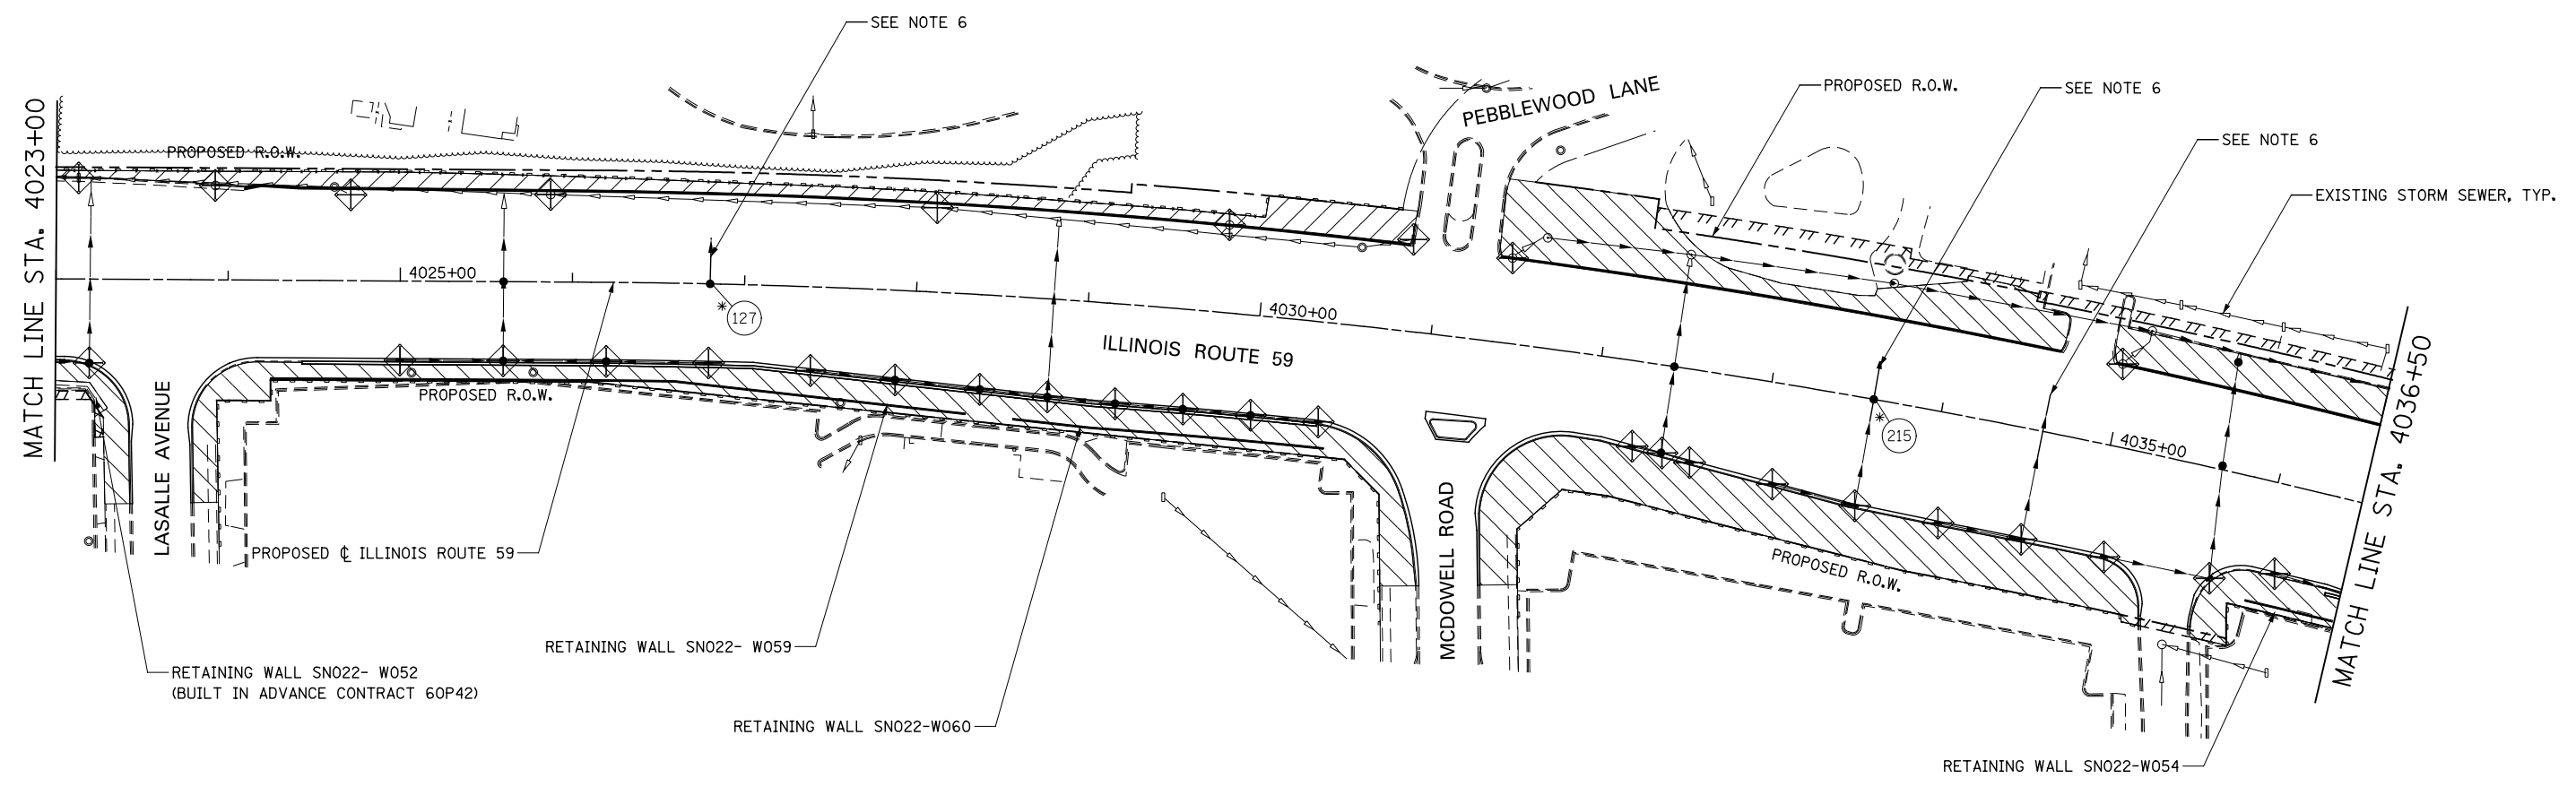 SEE NOTE 6
PEBBLEWOOD LANE
PROPOSED R.O.W.
SEE NOTE 6
SEE NOTE 6
EXISTING STORM SEWER, TYP.
MATCH LINE STA. 4023+00
PROPOSED R.O.W.
4025+00
*
127
4030+00
ILLINOIS ROUTE 59
*
215
4035+00
MATCH LINE STA. 4036+50
PROPOSED R.O.W.
LASALLE AVENUE
PROPOSED ℄ ILLINOIS ROUTE 59
MCDOWELL ROAD
PROPOSED R.O.W.
RETAINING WALL SN022- W059
RETAINING WALL SN022- W052
(BUILT IN ADVANCE CONTRACT 60P42)
RETAINING WALL SN022-W060
RETAINING WALL SN022-W054